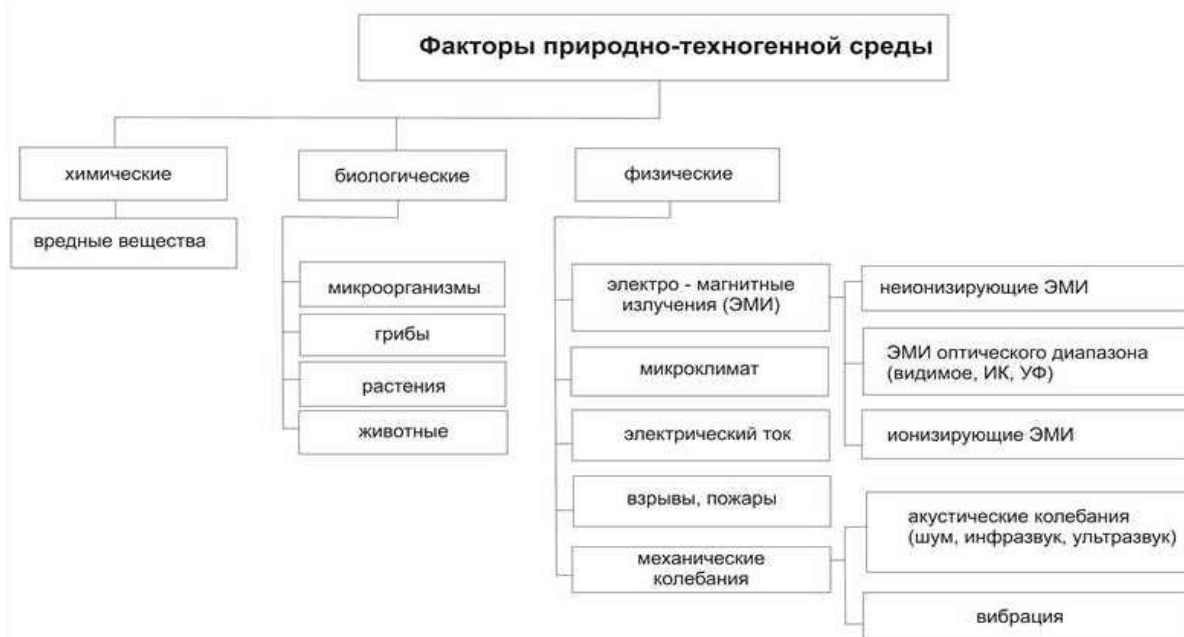 Факторы природно-техногенной среды
химические
биологические
физические
вредные вещества
микроорганизмы
грибы
растения
животные
электро - магнитные
излучения (ЭМИ)
микроклимат
электрический ток
взрывы, пожары
механические
колебания
неионизирующие ЭМИ
ЭМИ оптического диапазона
(видимое, ИК, УФ)
ионизирующие ЭМИ
акустические колебания
(шум, инфразвук, ультразвук)
вибрация